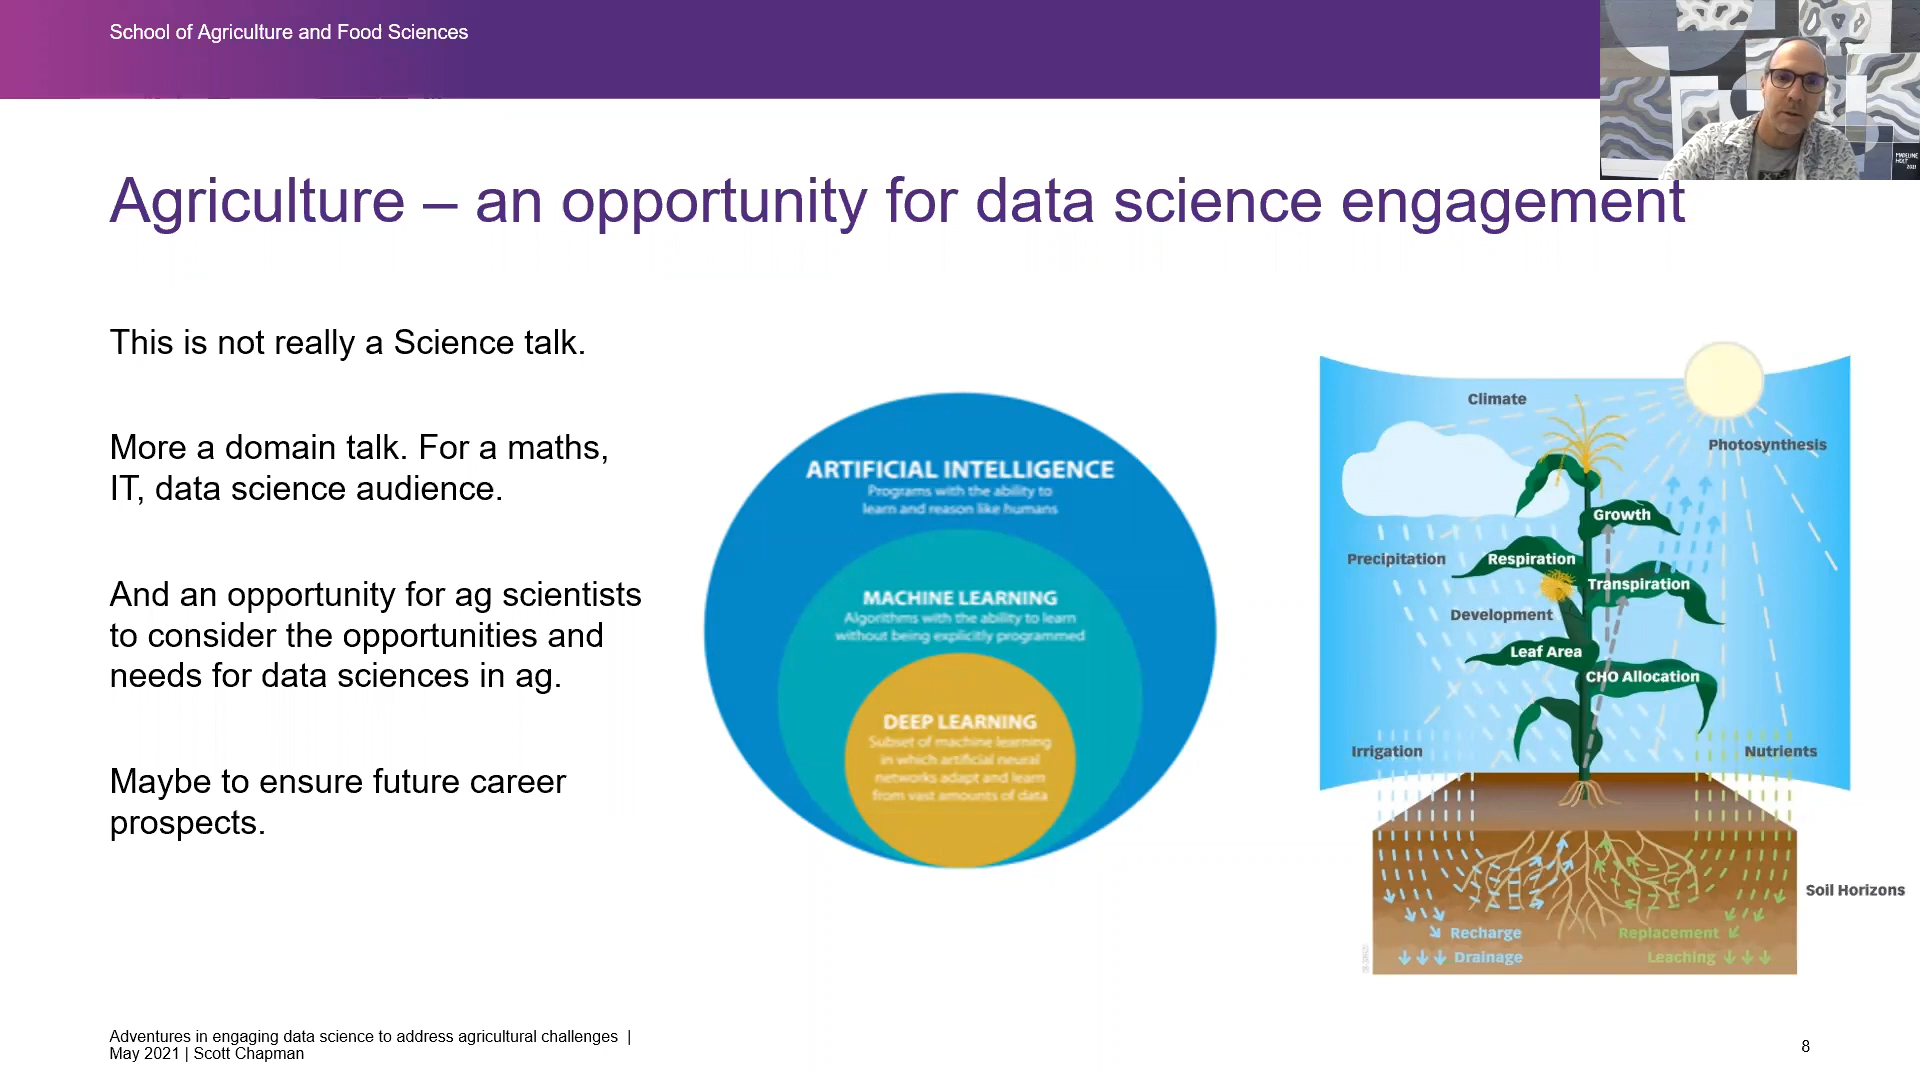 School of Agriculture and Food Sciences
MADELINE
HOLT
2021
Agriculture – an opportunity for data science engagement
This is not really a Science talk.
More a domain talk. For a maths,
IT, data science audience.
And an opportunity for ag scientists
to consider the opportunities and
needs for data sciences in ag.
Maybe to ensure future career
prospects.
ARTIFICIAL INTELLIGENCE
Programs with the ability to
learn and reason like humans
MACHINE LEARNING
Algorithms with the ability to learn
without being explicitly programmed
DEEP LEARNING
Subset of machine learning
in which artificial neural
networks adapt and learn
from vast amounts of data
Climate
Photosynthesis
Growth
Precipitation
Respiration
Transpiration
Development
Leaf Area
CHO Allocation
Irrigation
Nutrients
Soil Horizons
Recharge
Replacement
Drainage
Leaching
Adventures in engaging data science to address agricultural challenges |
May 2021 | Scott Chapman
8